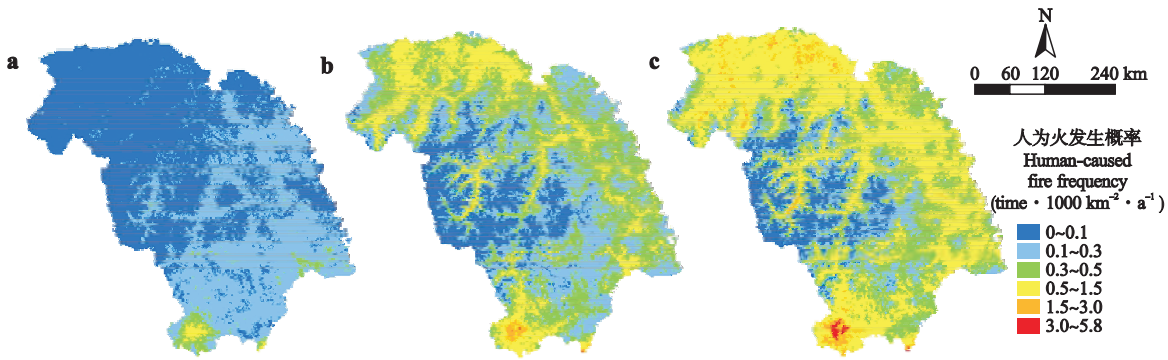 a
b
c
N
0 60 120 240 km
人为火发生概率
Human-caused
fire frequency
(time · 1000 km⁻² · a⁻¹)
0~0.1
0.1~0.3
0.3~0.5
0.5~1.5
1.5~3.0
3.0~5.8